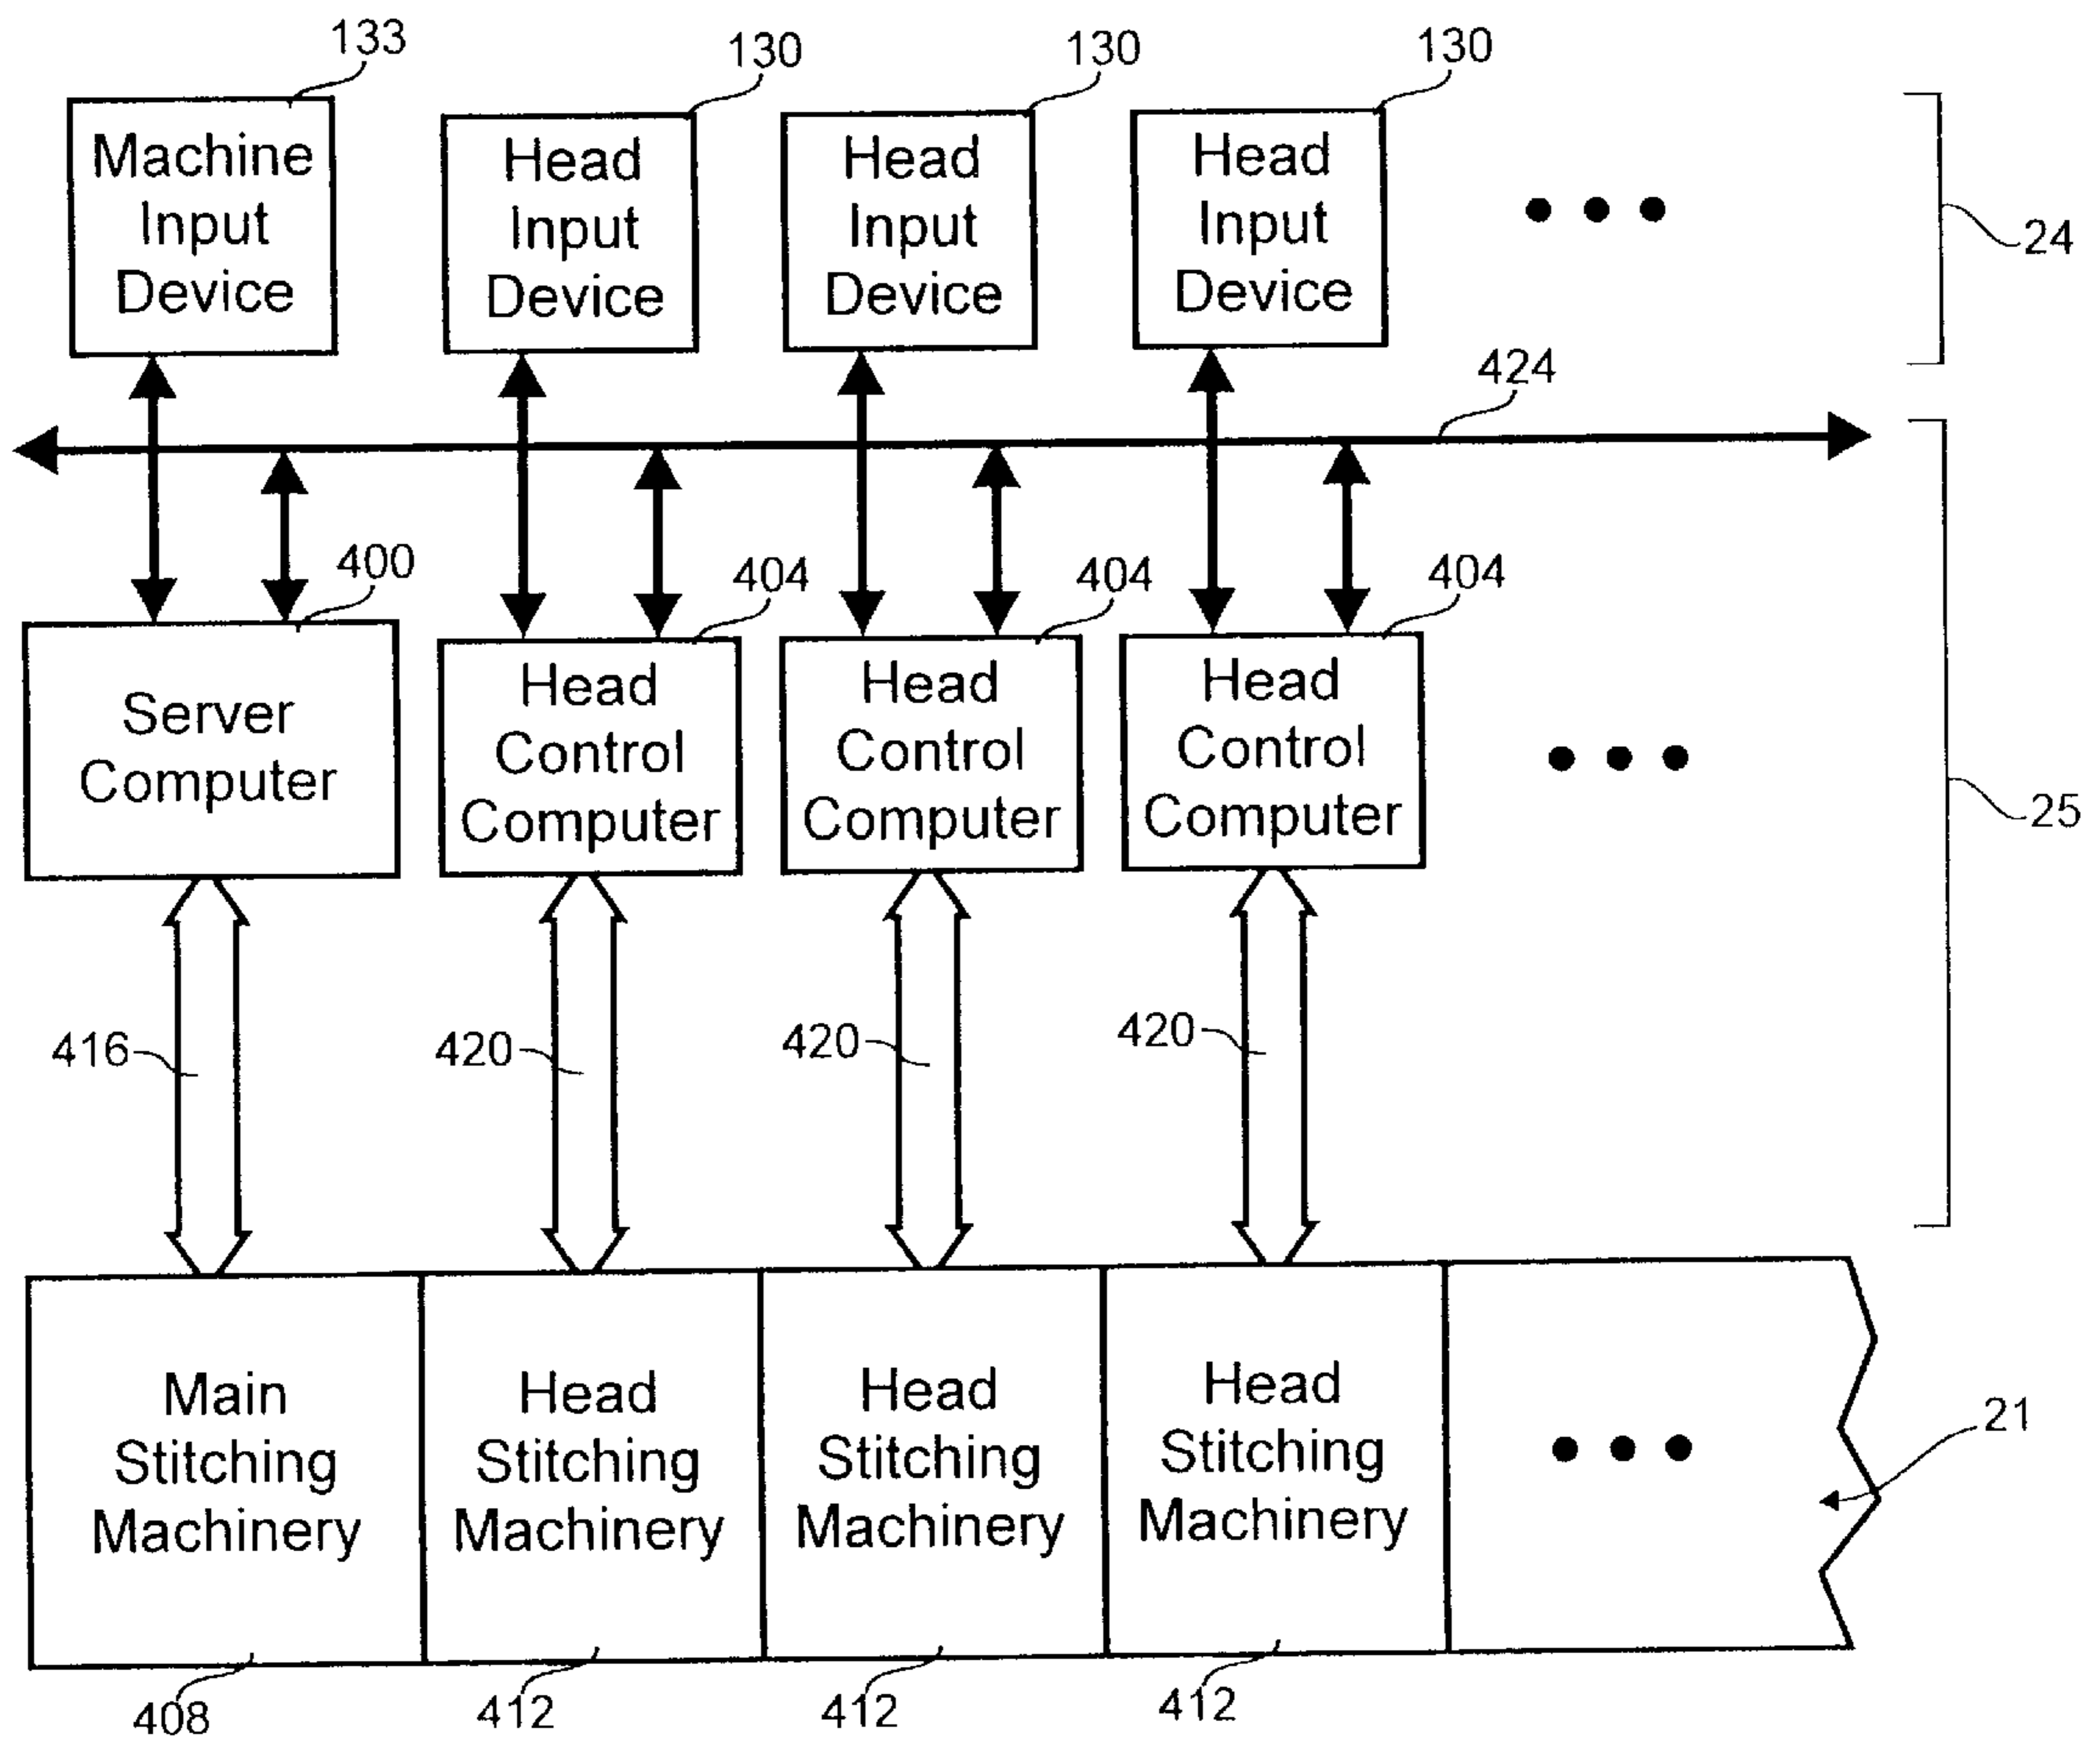 133
130
130
130
Machine
Input
Device
Head
Input
Device
Head
Input
Device
Head
Input
Device
24
424
400
404
404
404
Server
Computer
Head
Control
Computer
Head
Control
Computer
Head
Control
Computer
25
416
420
420
420
Main
Stitching
Machinery
Head
Stitching
Machinery
Head
Stitching
Machinery
Head
Stitching
Machinery
21
408
412
412
412